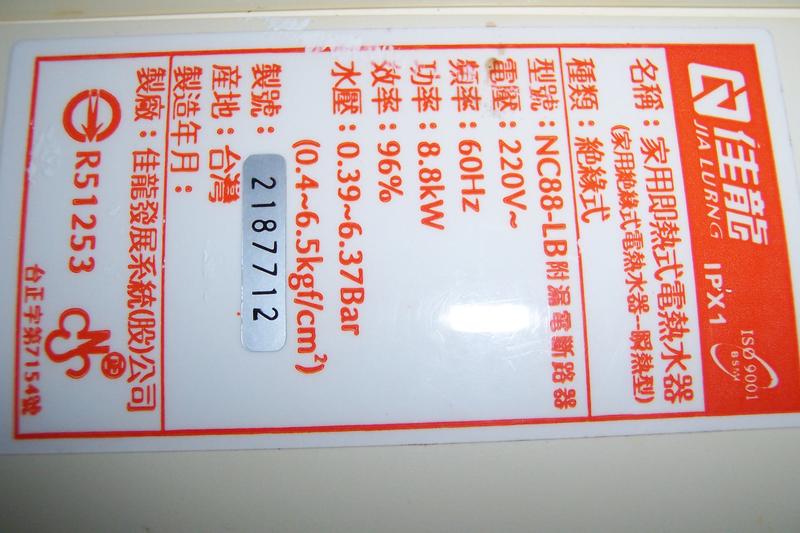 佳龍
JIA LURNG
IPX1
ISO 9001
名稱：家用即熱式電熱水器
(家用絕緣式電熱水器--瞬熱型)
種類：絕緣式
型號：NC88-LB附漏電斷路器
電壓：220V~
頻率：60Hz
功率：8.8kW
效率：96%
水壓：0.39~6.37Bar
(0.4~6.5kgf/cm²)
製號：2187712
產地：台灣
製造年月：
製廠：佳龍發展系統(股)公司
R51253
台正字第7154號